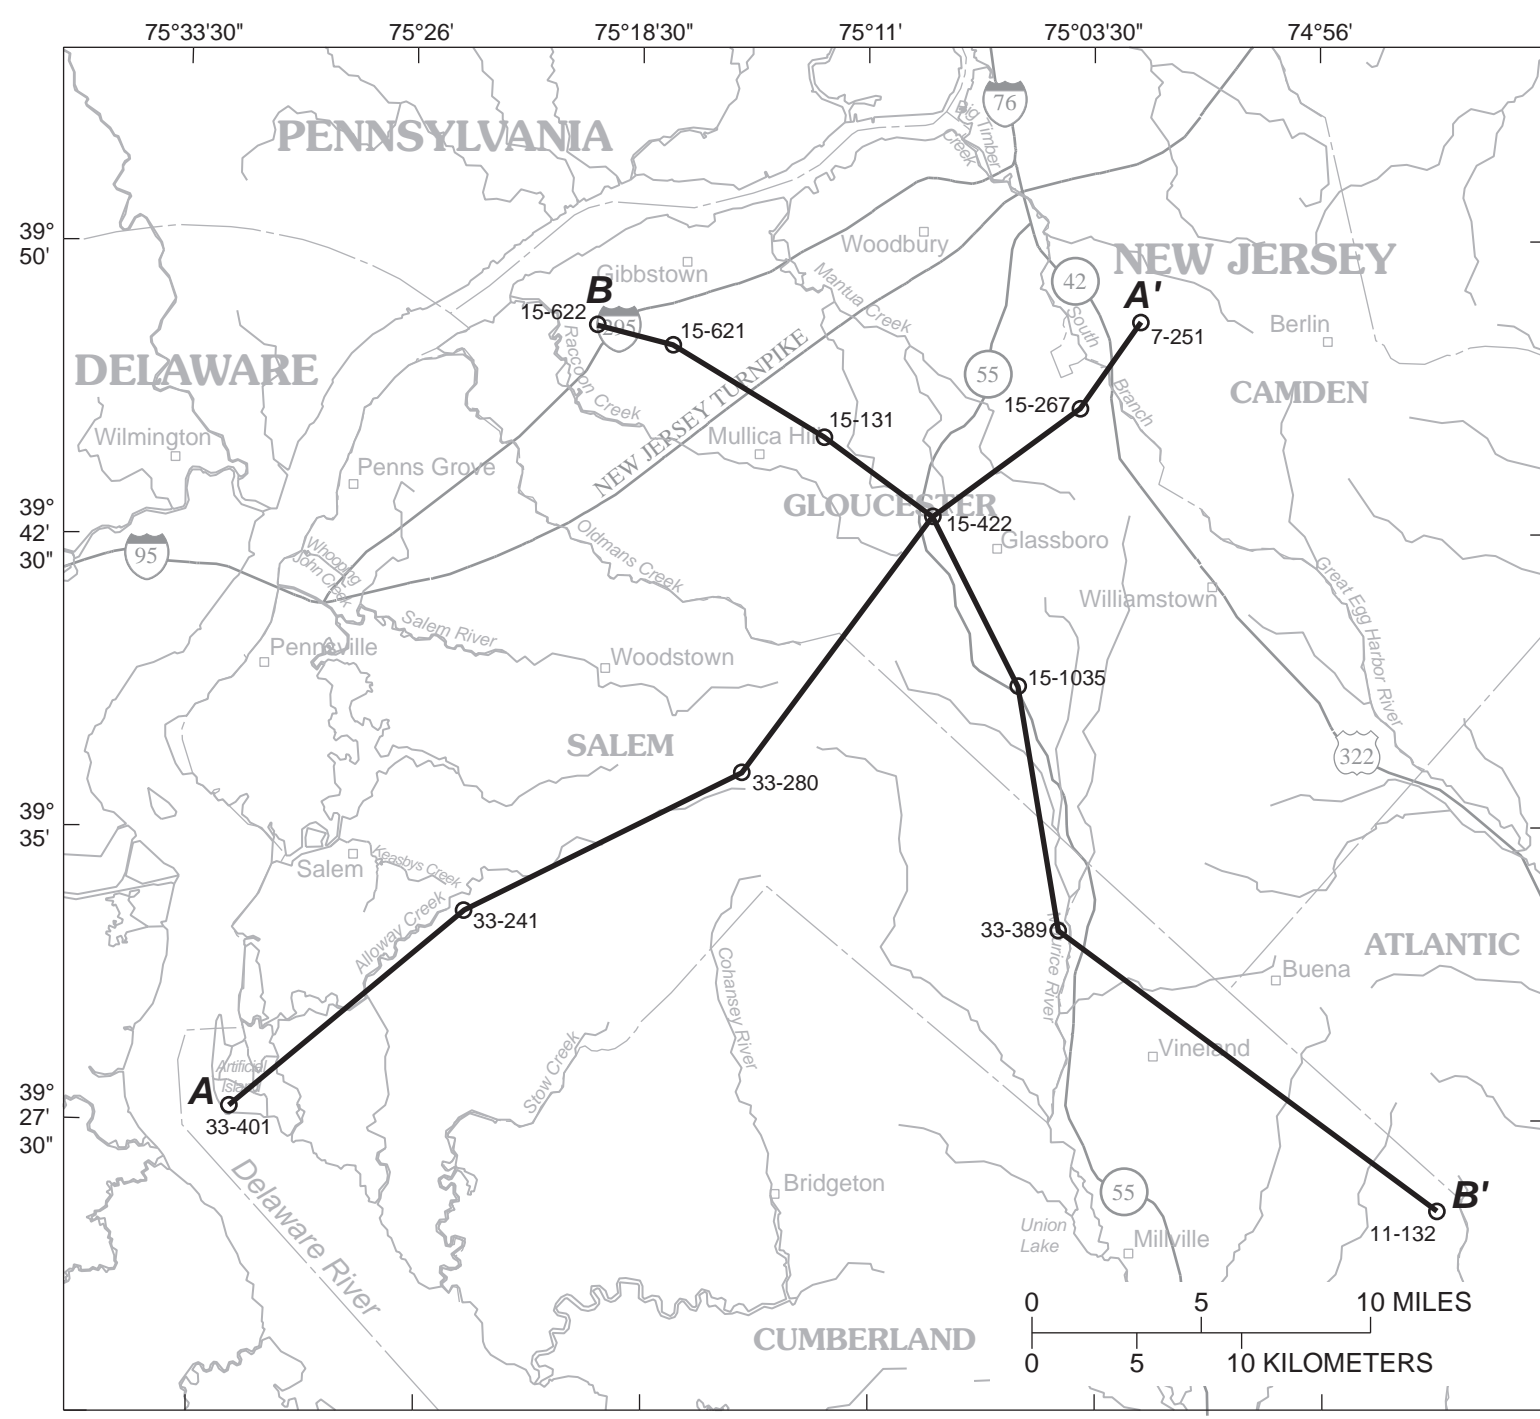 75°33'30"
75°26'
75°18'30"
75°11'
75°03'30"
74°56'
76
Big Timber
Creek
PENNSYLVANIA
39°
50'
Woodbury
NEW JERSEY
Gibbstown
42
B
A'
15-622
295
15-621
7-251
Mantua Creek
South
Branch
Berlin
Raccoon Creek
NEW JERSEY TURNPIKE
DELAWARE
55
CAMDEN
15-267
15-131
Wilmington
Mullica Hill
Penns Grove
39°
42'
30"
GLOUCESTER
15-422
95
Glassboro
Whooping
John Creek
Oldmans Creek
Williamstown
Great Egg Harbor River
Salem River
Pennsville
Woodstown
15-1035
SALEM
322
33-280
39°
35'
Salem
Keasbys Creek
33-241
Alloway Creek
33-389
Maurice River
ATLANTIC
Buena
Cohansey River
Vineland
Stow Creek
Artificial
Island
39°
27'
30"
A
33-401
Delaware River
Bridgeton
55
B'
11-132
Union
Lake
Millville
0
5
10 MILES
CUMBERLAND
0
5
10 KILOMETERS